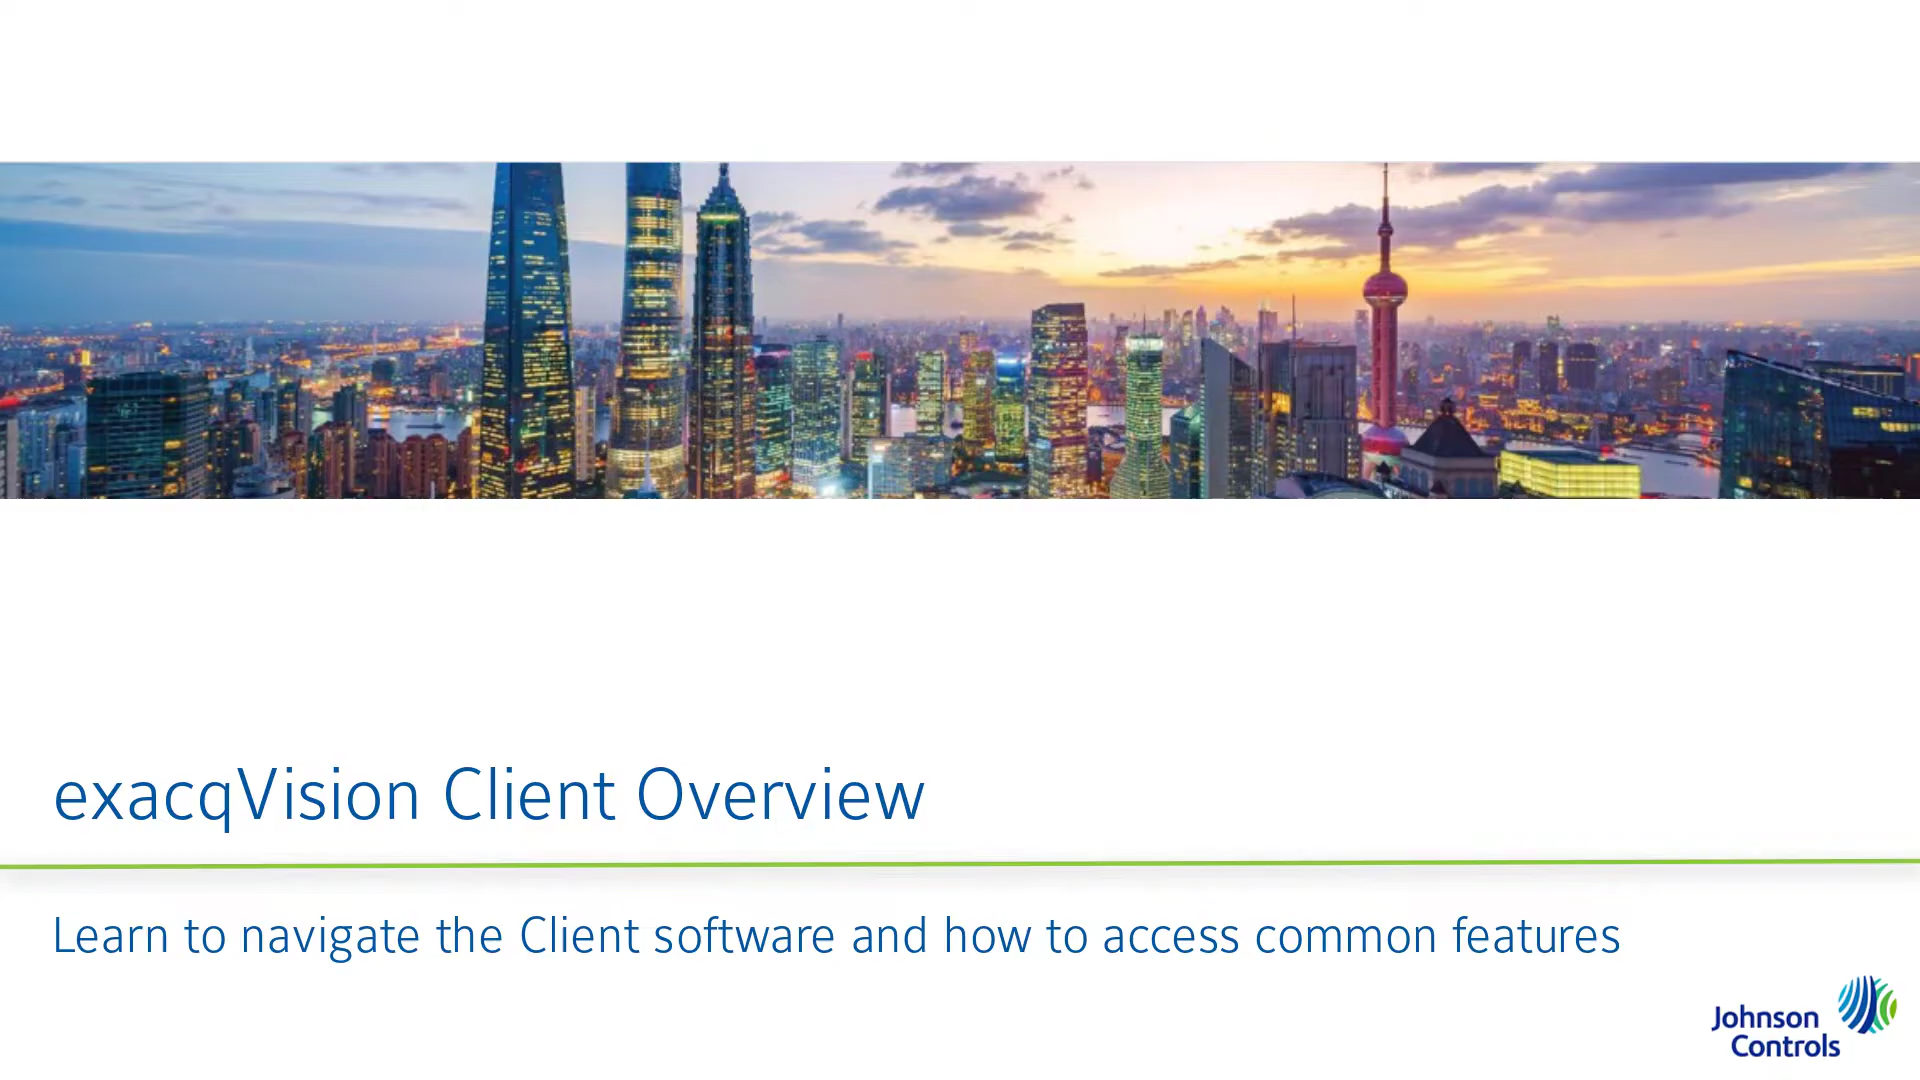 exacqVision Client Overview
Learn to navigate the Client software and how to access common features
Johnson
Controls